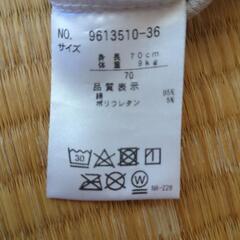 NO. 9613510-36
サイズ
身長 70cm
体重 9kg
70
品質表示
綿 95%
ポリウレタン 5%
30
NA-228